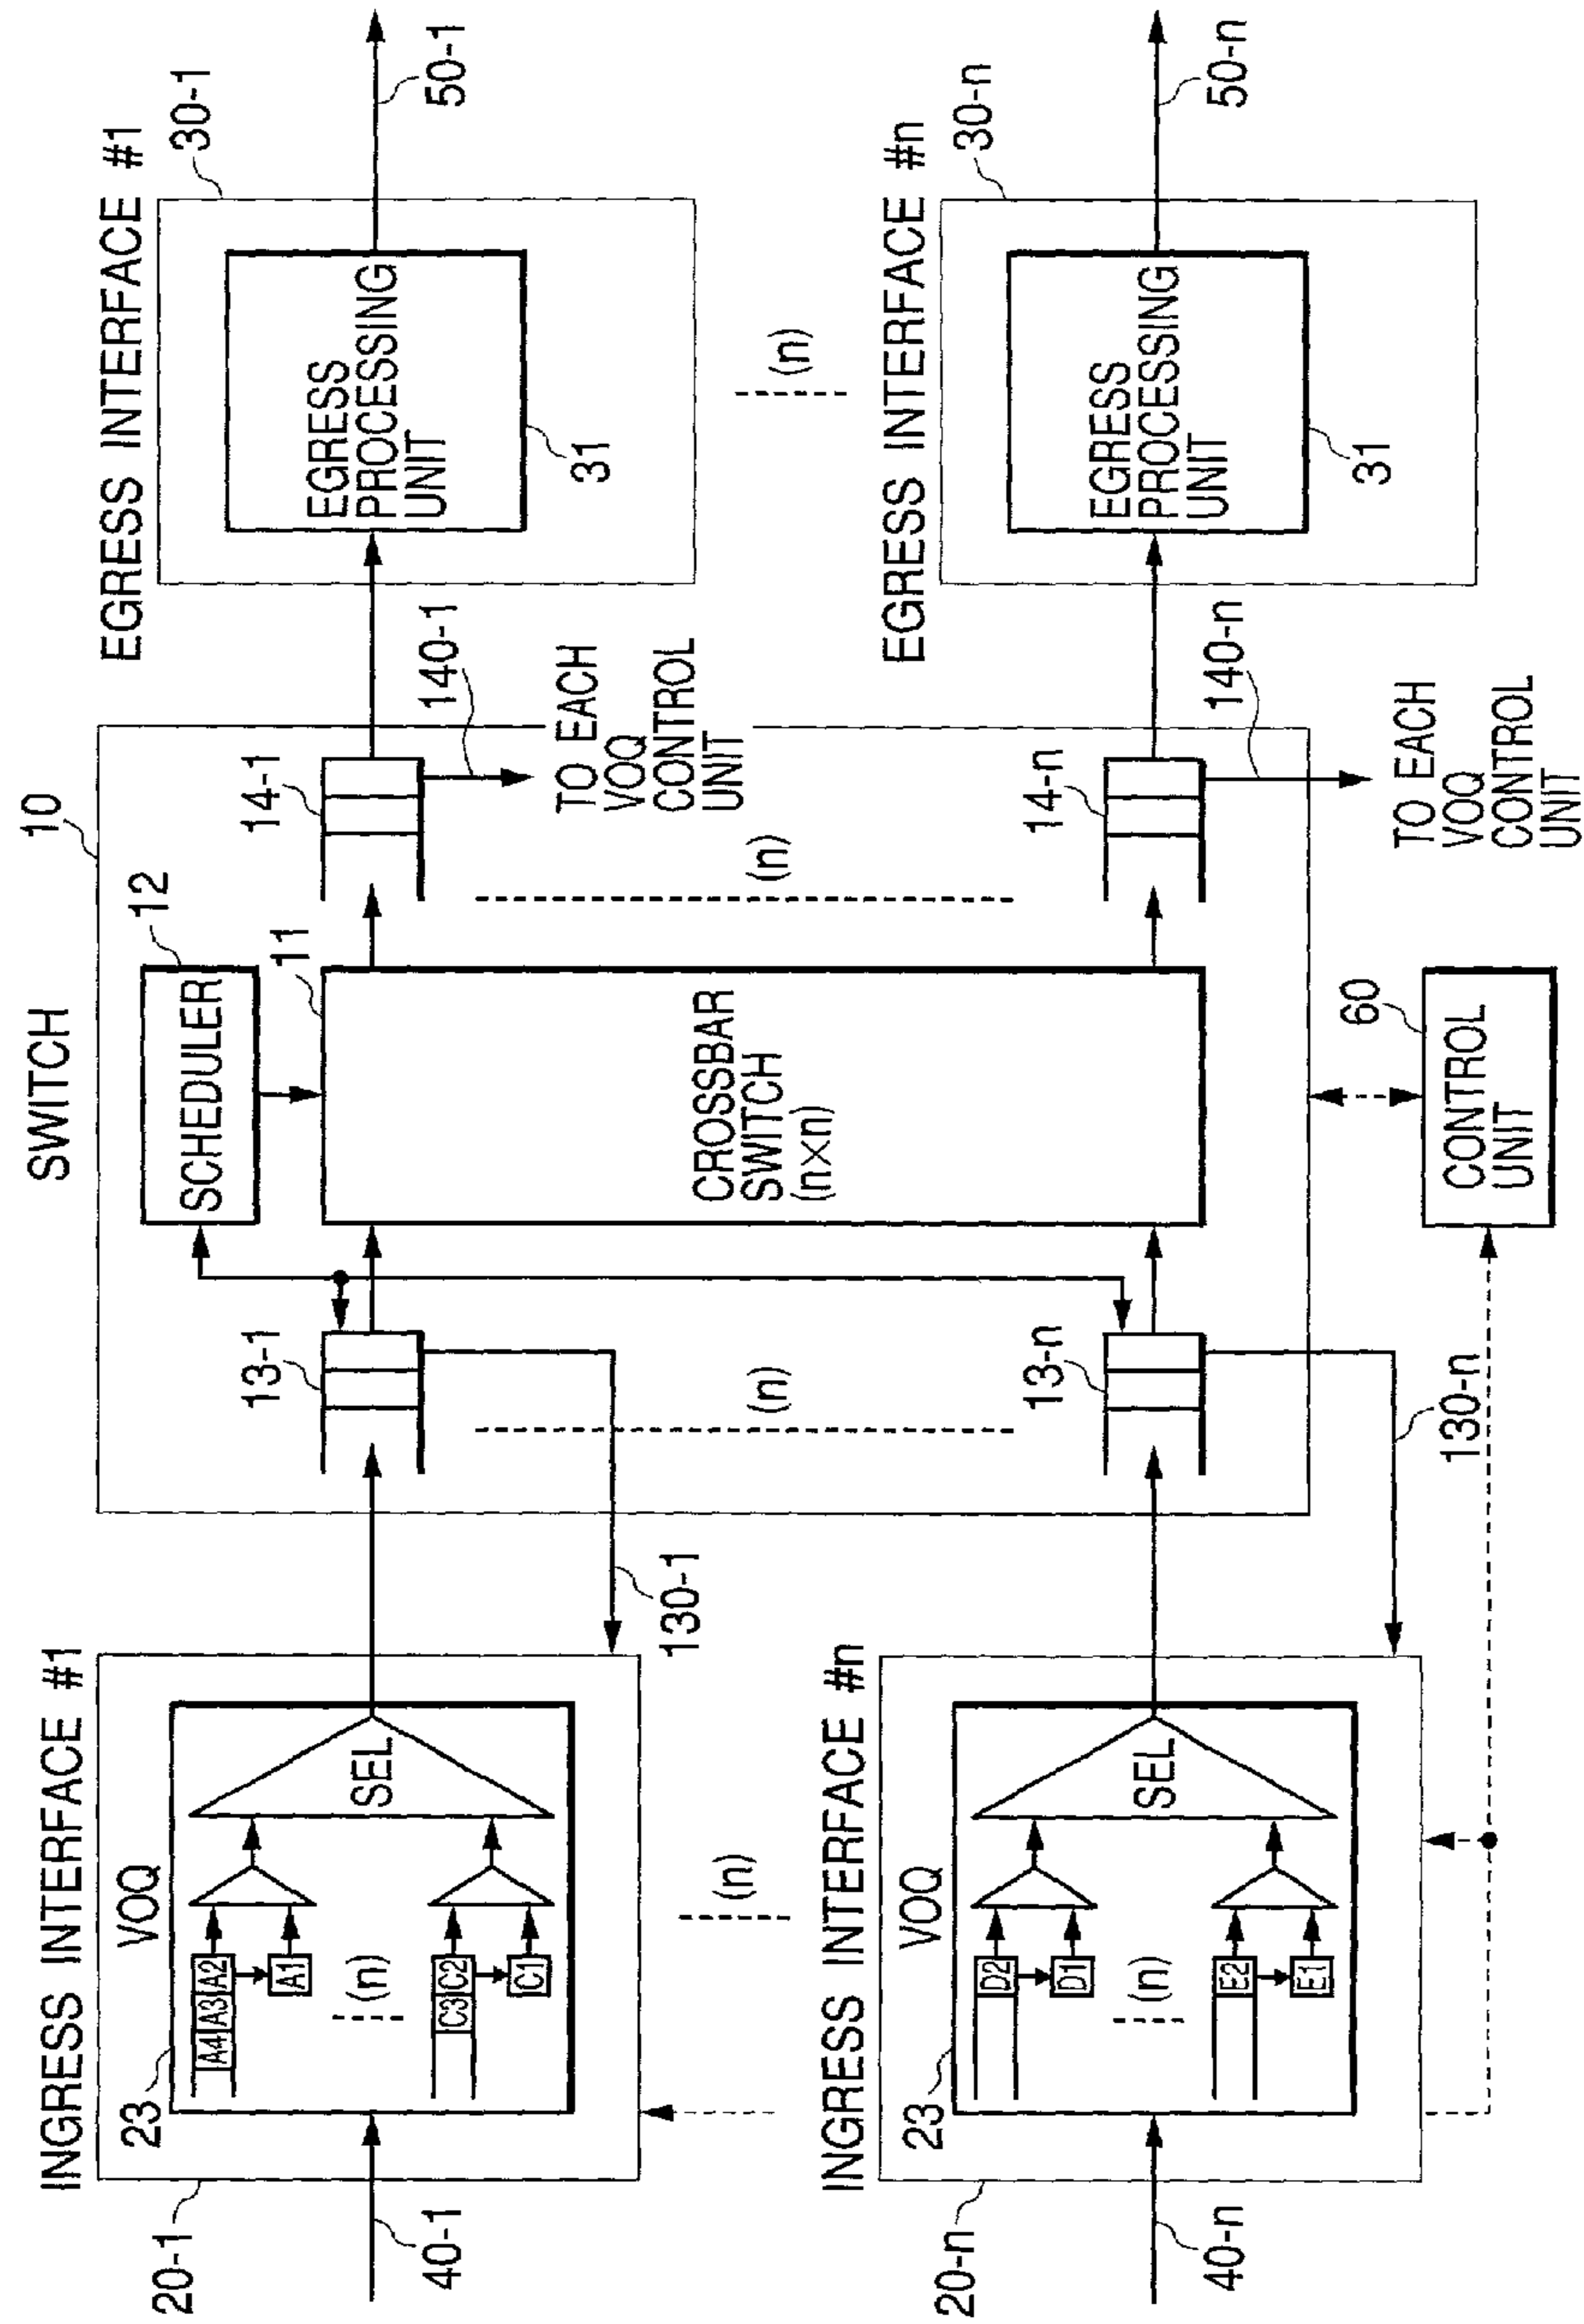 INGRESS INTERFACE #1
SWITCH
EGRESS INTERFACE #1
20-1
23
VOQ
A4
A3
A2
A1
(n)
C3
C2
C1
SEL
40-1
130-1
10
SCHEDULER
12
11
13-1
14-1
CROSSBAR
SWITCH
(n×n)
(n)
(n)
140-1
TO EACH
VOQ
CONTROL
UNIT
30-1
EGRESS
PROCESSING
UNIT
31
50-1
(n)
(n)
INGRESS INTERFACE #n
20-n
23
VOQ
D2
D1
(n)
E2
E1
SEL
40-n
13-n
14-n
130-n
60
CONTROL
UNIT
140-n
TO EACH
VOQ
CONTROL
UNIT
EGRESS INTERFACE #n
30-n
EGRESS
PROCESSING
UNIT
31
50-n